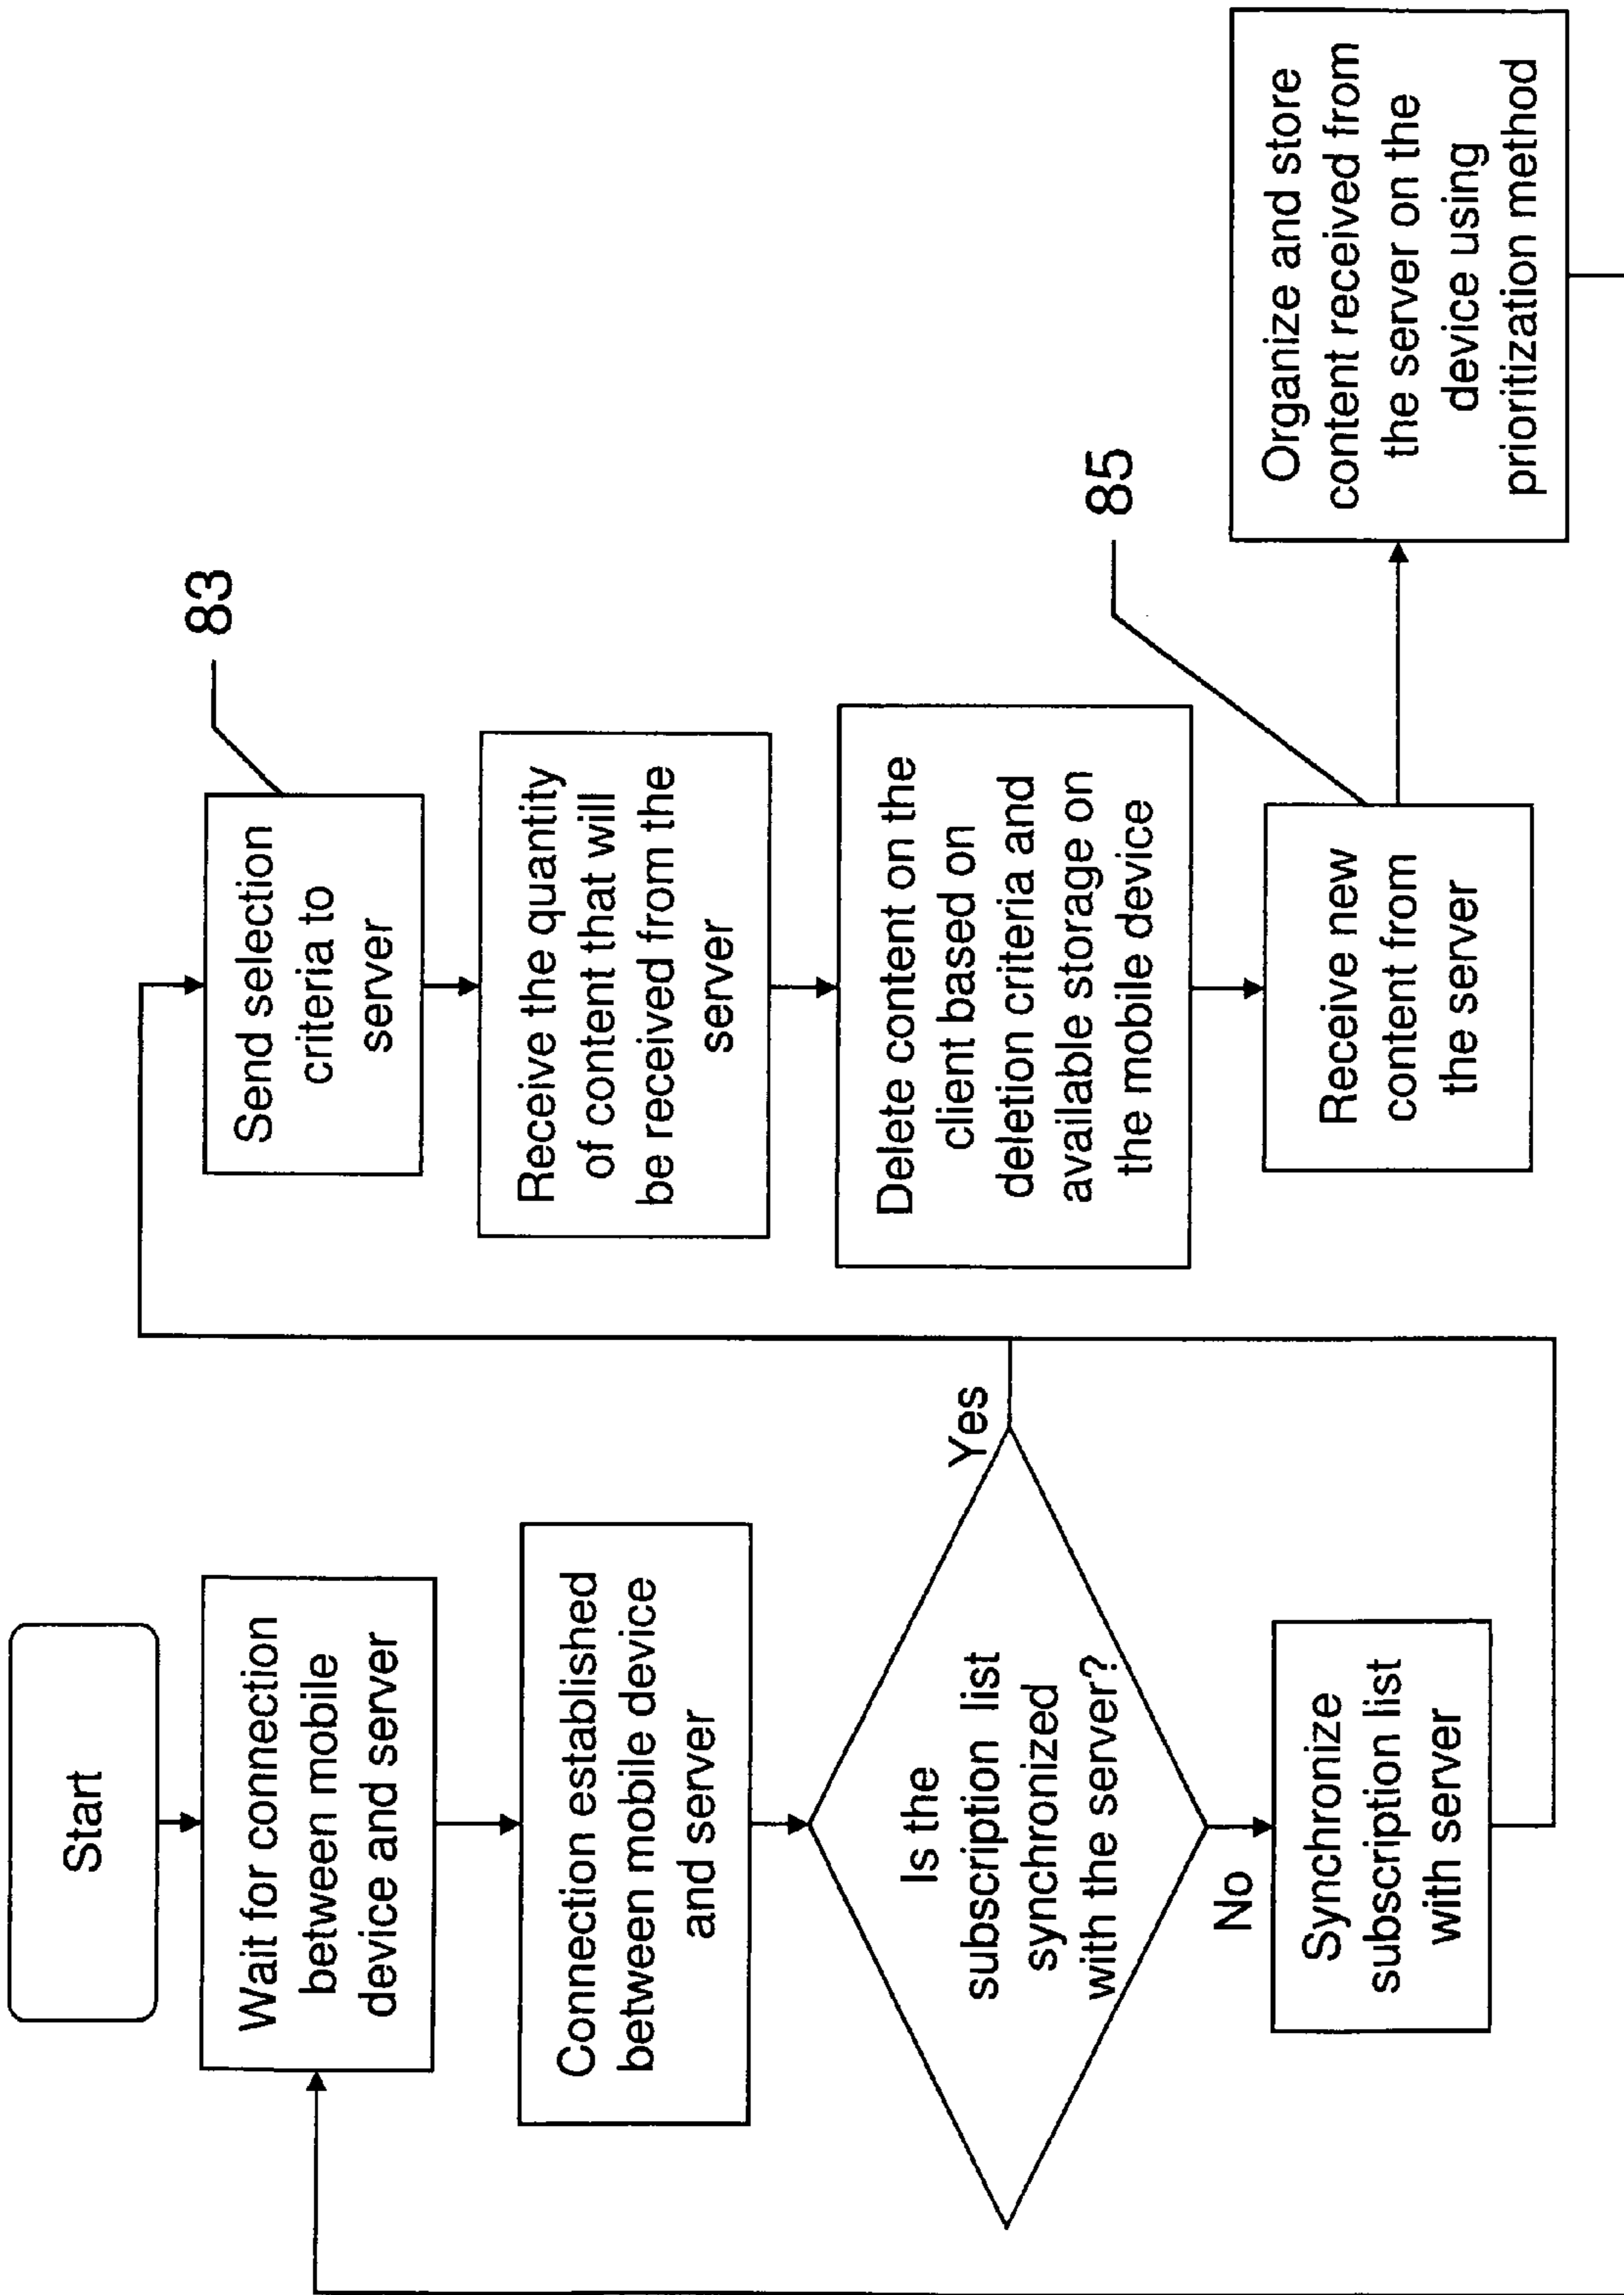 Start
Wait for connection
between mobile
device and server
Connection established
between mobile device
and server
Is the
subscription list
synchronized
with the server?
Yes
No
Synchronize
subscription list
with server
83
Send selection
criteria to
server
Receive the quantity
of content that will
be received from the
server
Delete content on the
client based on
deletion criteria and
available storage on
the mobile device
85
Receive new
content from
the server
Organize and store
content received from
the server on the
device using
prioritization method